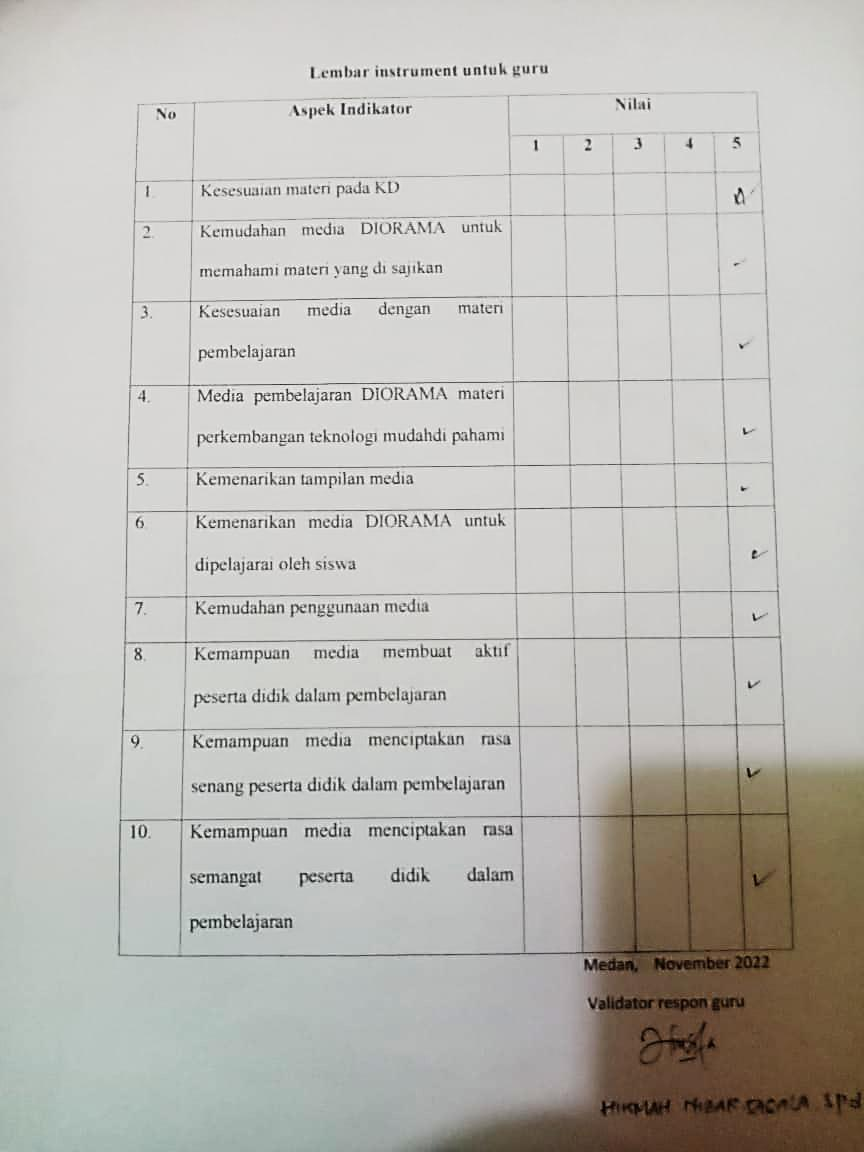 Lembar instrument untuk guru
No Aspek Indikator Nilai
1 2 3 4 5
1. Kesesuaian materi pada KD
2. Kemudahan media DIORAMA untuk
memahami materi yang di sajikan
3. Kesesuaian media dengan materi
pembelajaran
4. Media pembelajaran DIORAMA materi
perkembangan teknologi mudahdi pahami
5. Kemenarikan tampilan media
6. Kemenarikan media DIORAMA untuk
dipelajarai oleh siswa
7. Kemudahan penggunaan media
8. Kemampuan media membuat aktif
peserta didik dalam pembelajaran
9. Kemampuan media menciptakan rasa
senang peserta didik dalam pembelajaran
10. Kemampuan media menciptakan rasa
semangat peserta didik dalam
pembelajaran
Medan, November 2022
Validator respon guru
HIKMAH Spd